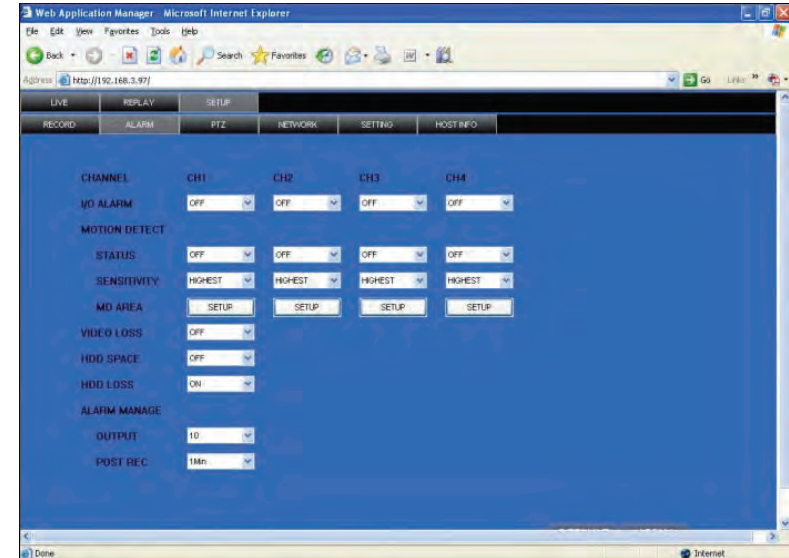 Web Application Manager - Microsoft Internet Explorer
File Edit View Favorites Tools Help
Back Search Favorites
Address http://192.168.3.97/ Go Links »
LIVE REPLAY SETUP
RECORD ALARM PTZ NETWORK SETTING HOST INFO
CHANNEL CH1 CH2 CH3 CH4
I/O ALARM OFF OFF OFF OFF
MOTION DETECT
STATUS OFF OFF OFF OFF
SENSITIVITY HIGHEST HIGHEST HIGHEST HIGHEST
MD AREA SETUP SETUP SETUP SETUP
VIDEO LOSS OFF
HDD SPACE OFF
HDD LOSS ON
ALARM MANAGE
OUTPUT 10
POST REC 1Min
Done Internet